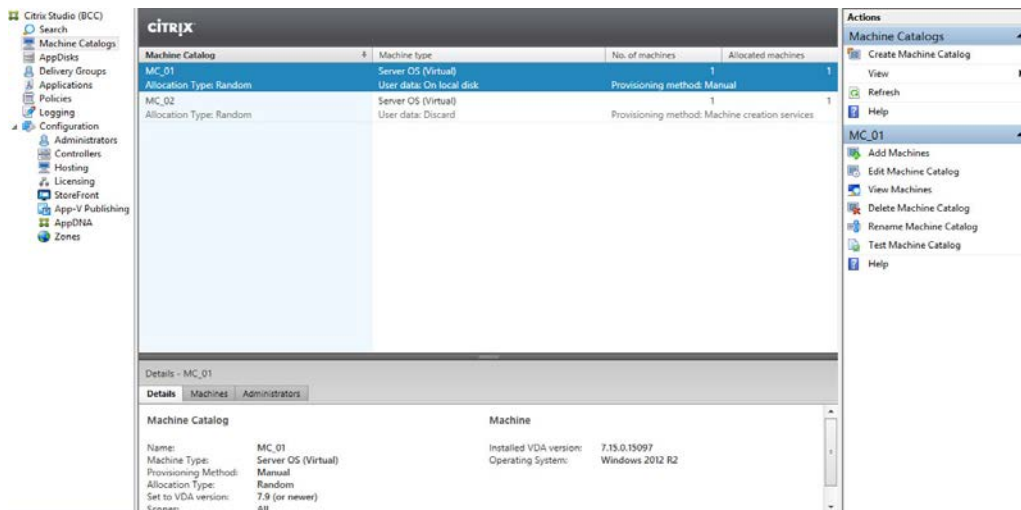 Citrix Studio (BCC)
Search
Machine Catalogs
AppDisks
Delivery Groups
Applications
Policies
Logging
Configuration
Administrators
Controllers
Hosting
Licensing
StoreFront
App-V Publishing
AppDNA
Zones
CİTRIX
Machine Catalog Machine type No. of machines Allocated machines
MC_01 Server OS (Virtual) 1 1
Allocation Type: Random User data: On local disk Provisioning method: Manual
MC_02 Server OS (Virtual) 1 1
Allocation Type: Random User data: Discard Provisioning method: Machine creation services
Details - MC_01
Details Machines Administrators
Machine Catalog Machine
Name: MC_01 Installed VDA version: 7.15.0.15097
Machine Type: Server OS (Virtual) Operating System: Windows 2012 R2
Provisioning Method: Manual
Allocation Type: Random
Set to VDA version: 7.9 (or newer)
Scopes: All
Actions
Machine Catalogs
Create Machine Catalog
View
Refresh
Help
MC_01
Add Machines
Edit Machine Catalog
View Machines
Delete Machine Catalog
Rename Machine Catalog
Test Machine Catalog
Help